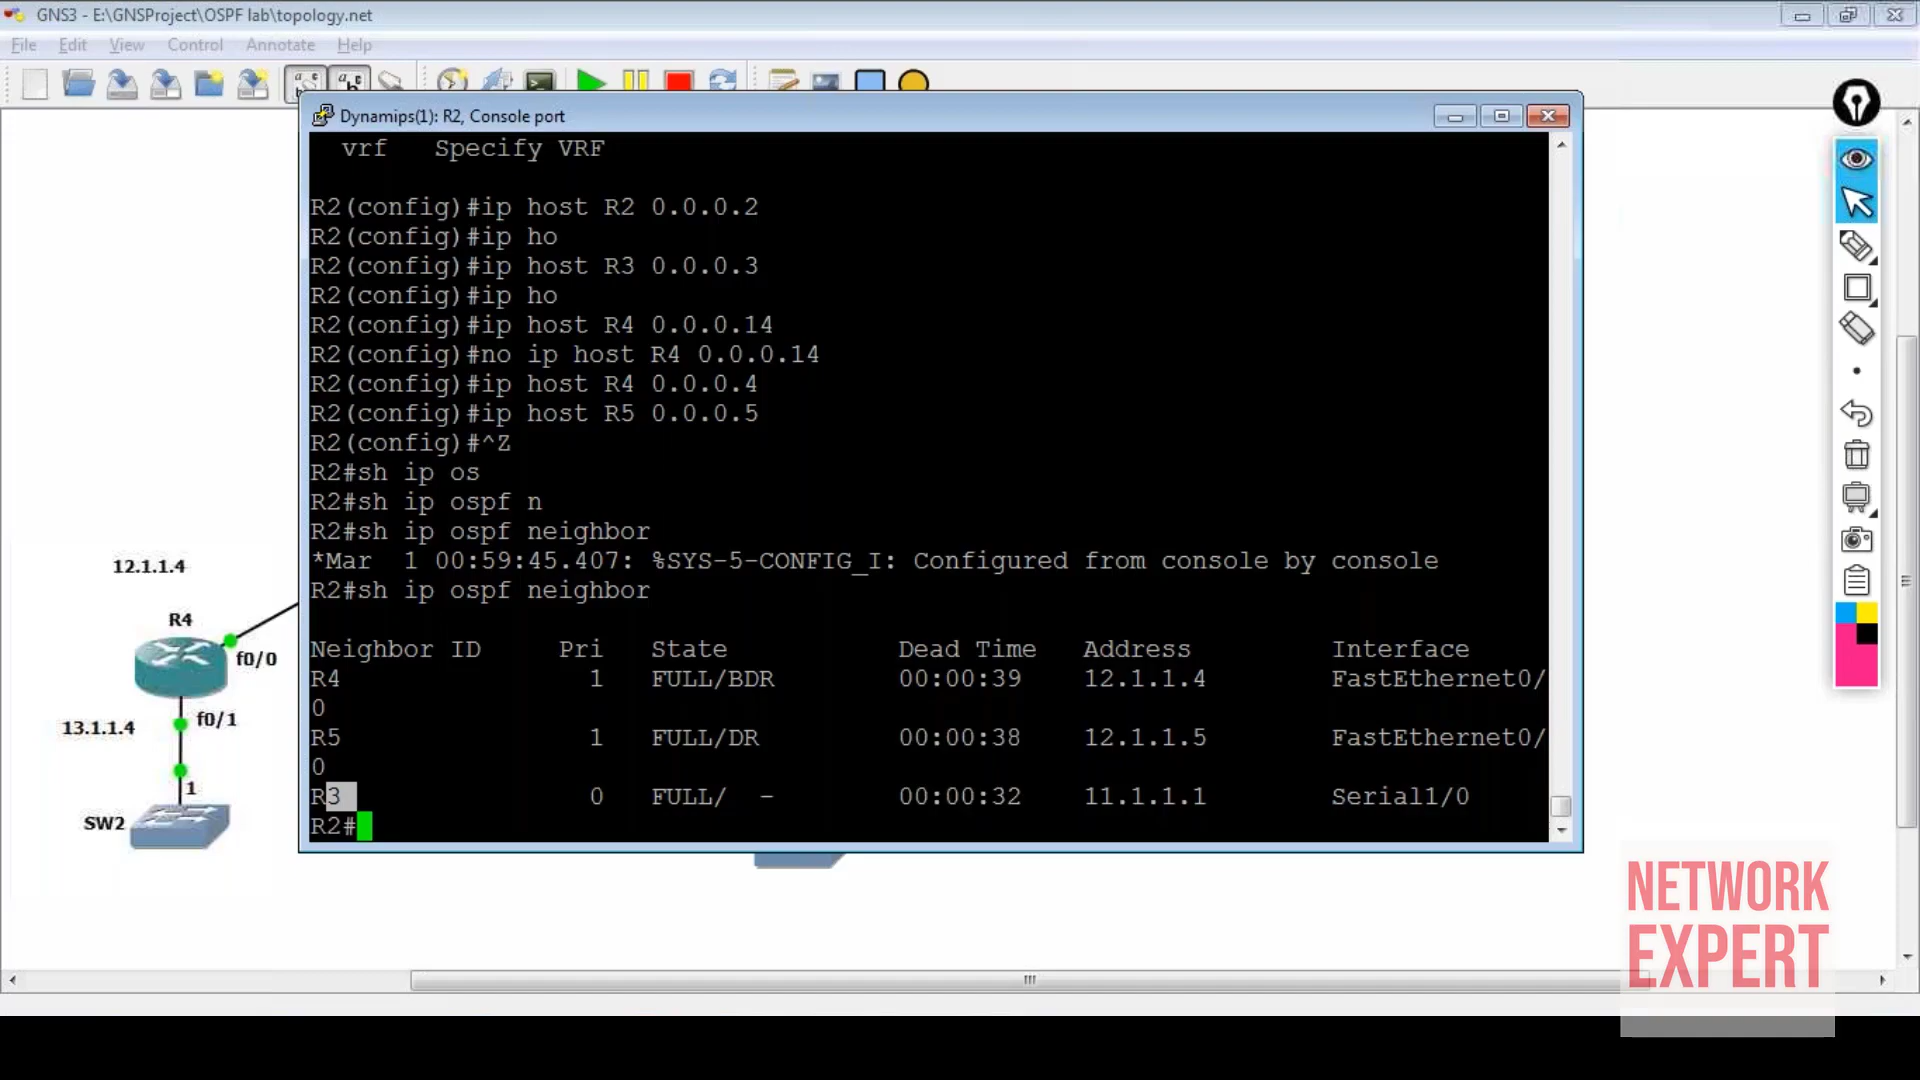 GNS3 - E:\GNSProject\OSPF lab\topology.net
File Edit View Control Annotate Help
Dynamips(1): R2, Console port
vrf Specify VRF
R2(config)#ip host R2 0.0.0.2
R2(config)#ip ho
R2(config)#ip host R3 0.0.0.3
R2(config)#ip ho
R2(config)#ip host R4 0.0.0.14
R2(config)#no ip host R4 0.0.0.14
R2(config)#ip host R4 0.0.0.4
R2(config)#ip host R5 0.0.0.5
R2(config)#^Z
R2#sh ip os
R2#sh ip ospf n
R2#sh ip ospf neighbor
*Mar 1 00:59:45.407: %SYS-5-CONFIG_I: Configured from console by console
R2#sh ip ospf neighbor
Neighbor ID Pri State Dead Time Address Interface
R4 1 FULL/BDR 00:00:39 12.1.1.4 FastEthernet0/
0
R5 1 FULL/DR 00:00:38 12.1.1.5 FastEthernet0/
0
R3 0 FULL/ - 00:00:32 11.1.1.1 Serial1/0
R2#
12.1.1.4
R4
f0/0
13.1.1.4
f0/1
1
SW2
NETWORK
EXPERT